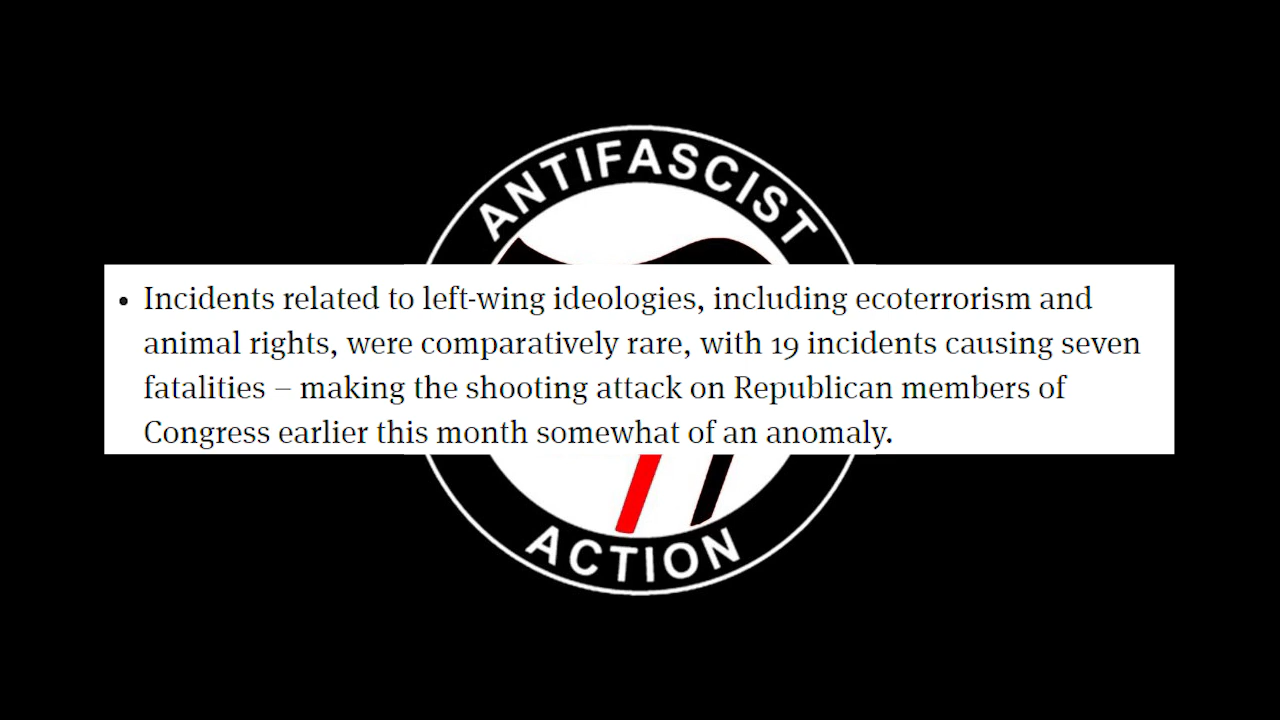 ANTIFASCIST
• Incidents related to left-wing ideologies, including ecoterrorism and
animal rights, were comparatively rare, with 19 incidents causing seven
fatalities – making the shooting attack on Republican members of
Congress earlier this month somewhat of an anomaly.
ACTION